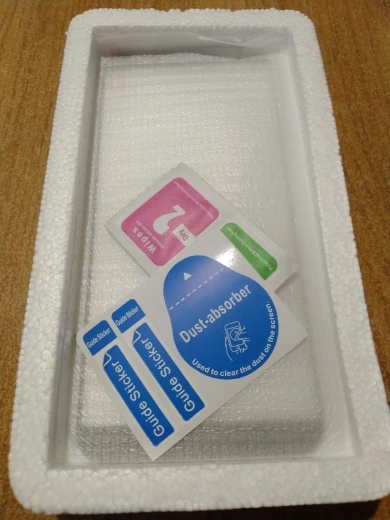 Wipes
2
Dry
Guide Sticker
Guide Sticker
Dust-absorber
Used to clear the dust on the screen.
Guide Sticker
Guide Sticker